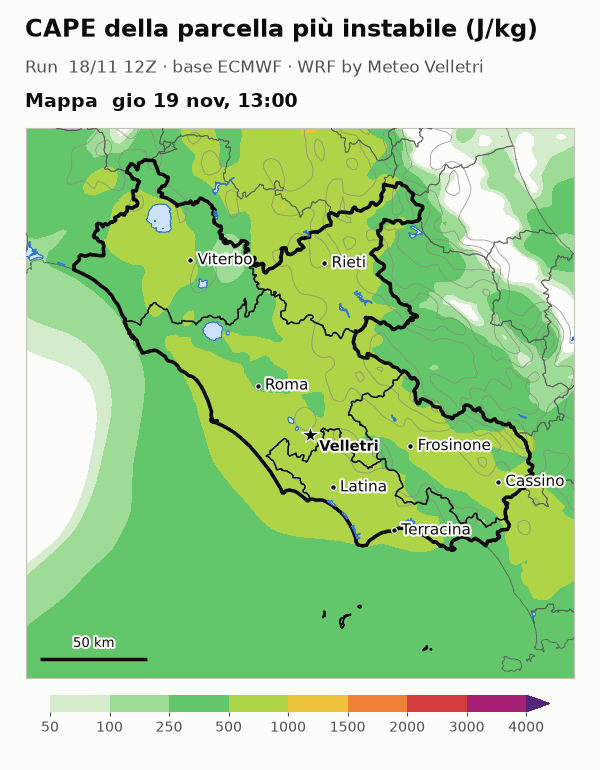 CAPE della parcella più instabile (J/kg)
Run  18/11 12Z · base ECMWF · WRF by Meteo Velletri
Mappa  gio 19 nov, 13:00
Viterbo
Rieti
Roma
Velletri
Frosinone
Cassino
Latina
Terracina
50 km
50 100 250 500 1000 1500 2000 3000 4000